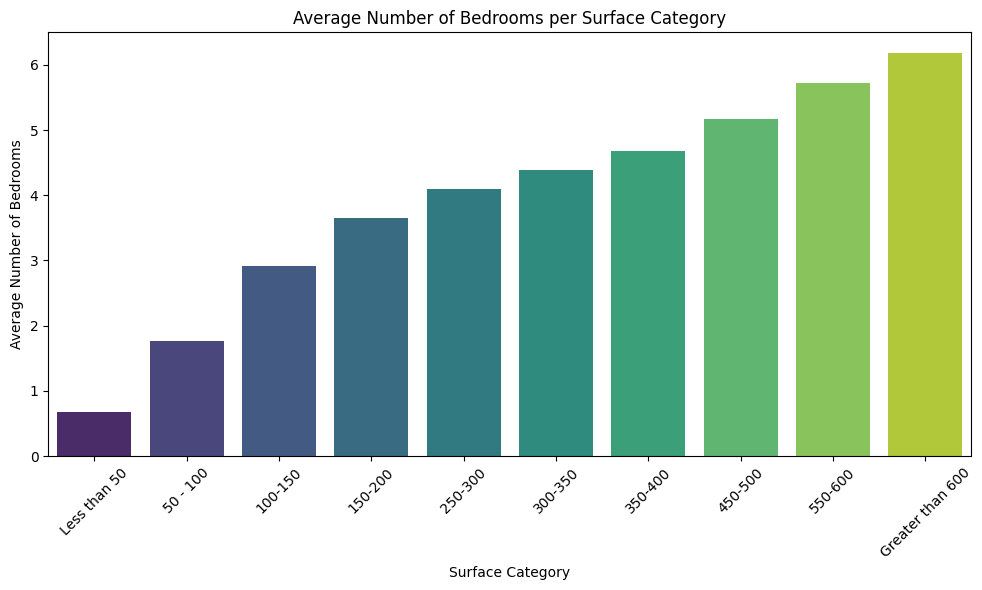 Average Number of Bedrooms per Surface Category
Average Number of Bedrooms
6
5
4
3
2
1
0
Less than 50
50 - 100
100-150
150-200
250-300
300-350
350-400
450-500
550-600
Greater than 600
Surface Category